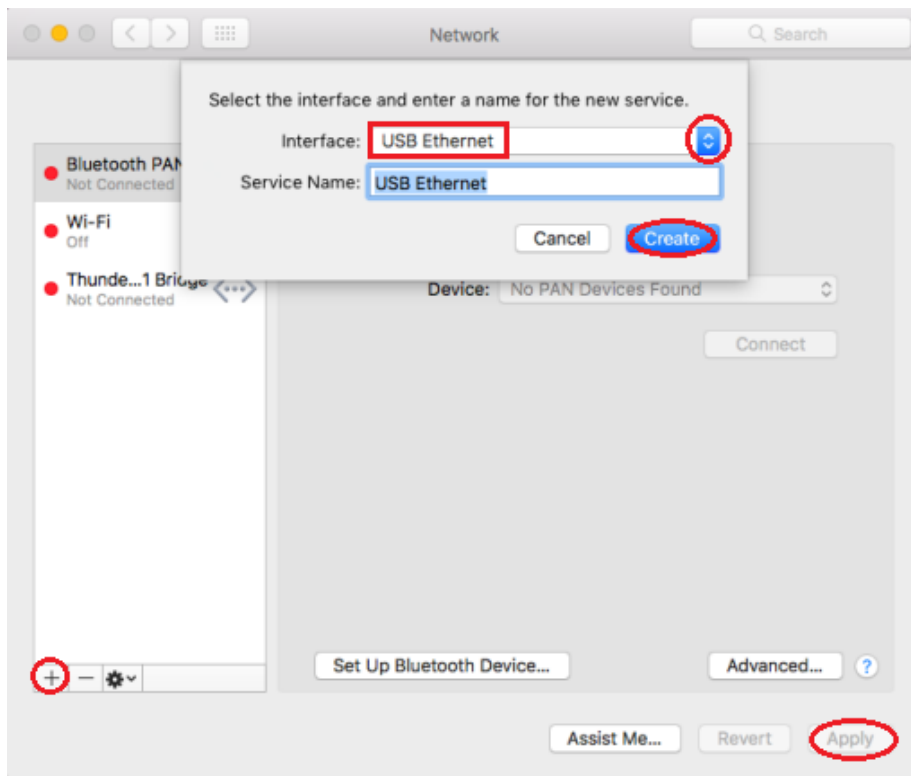 Network
Search
Select the interface and enter a name for the new service.
Interface: USB Ethernet
Service Name: USB Ethernet
Cancel Create
Bluetooth PAN
Not Connected
Wi-Fi
Off
Thunde...1 Bridge
Not Connected
Device: No PAN Devices Found
Connect
+ −
Set Up Bluetooth Device... Advanced... ?
Assist Me... Revert Apply